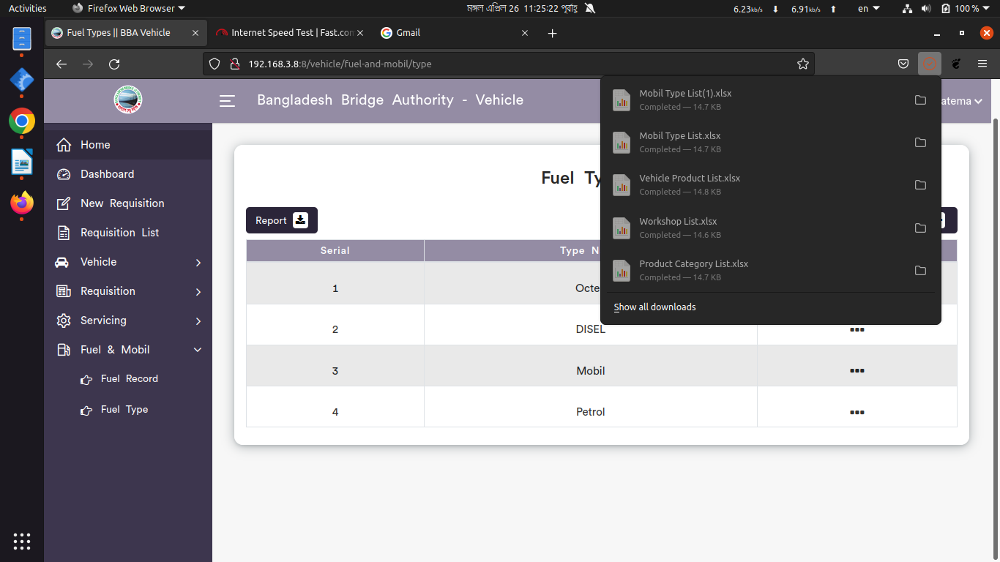 Activities
Firefox Web Browser
মঙ্গল এপ্রিল 26 11:25:22 পূর্বাহ্ণ
6.23kb/s
6.91kb/s
en
100 %
Fuel Types || BBA Vehicle
Internet Speed Test | Fast.com
Gmail
192.168.3.8:8/vehicle/fuel-and-mobil/type
Bangladesh Bridge Authority - Vehicle
atema
Home
Dashboard
New Requisition
Requisition List
Vehicle
Requisition
Servicing
Fuel & Mobil
Fuel Record
Fuel Type
Mobil Type List(1).xlsx
Completed — 14.7 KB
Mobil Type List.xlsx
Completed — 14.7 KB
Vehicle Product List.xlsx
Completed — 14.8 KB
Workshop List.xlsx
Completed — 14.6 KB
Product Category List.xlsx
Completed — 14.7 KB
Show all downloads
Fuel Ty
Report
Serial
Type N
1
Octe
2
DISEL
3
Mobil
4
Petrol